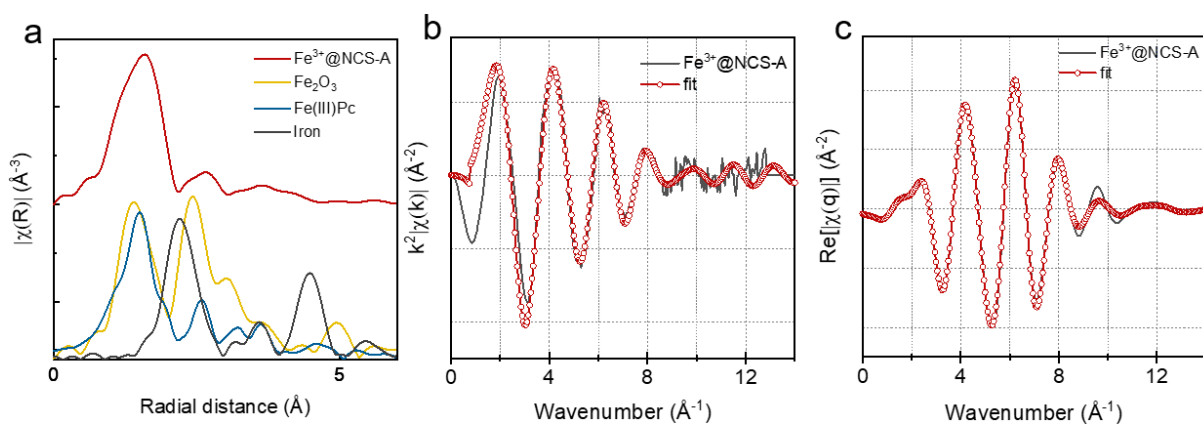 a
Fe³⁺@NCS-A
Fe₂O₃
Fe(III)Pc
Iron
|χ(R)| (Å⁻³)
0
5
Radial distance (Å)
b
Fe³⁺@NCS-A
fit
k²|χ(k)| (Å⁻²)
0
4
8
12
Wavenumber (Å⁻¹)
c
Fe³⁺@NCS-A
fit
Re[|χ(q)|] (Å⁻²)
0
4
8
12
Wavenumber (Å⁻¹)